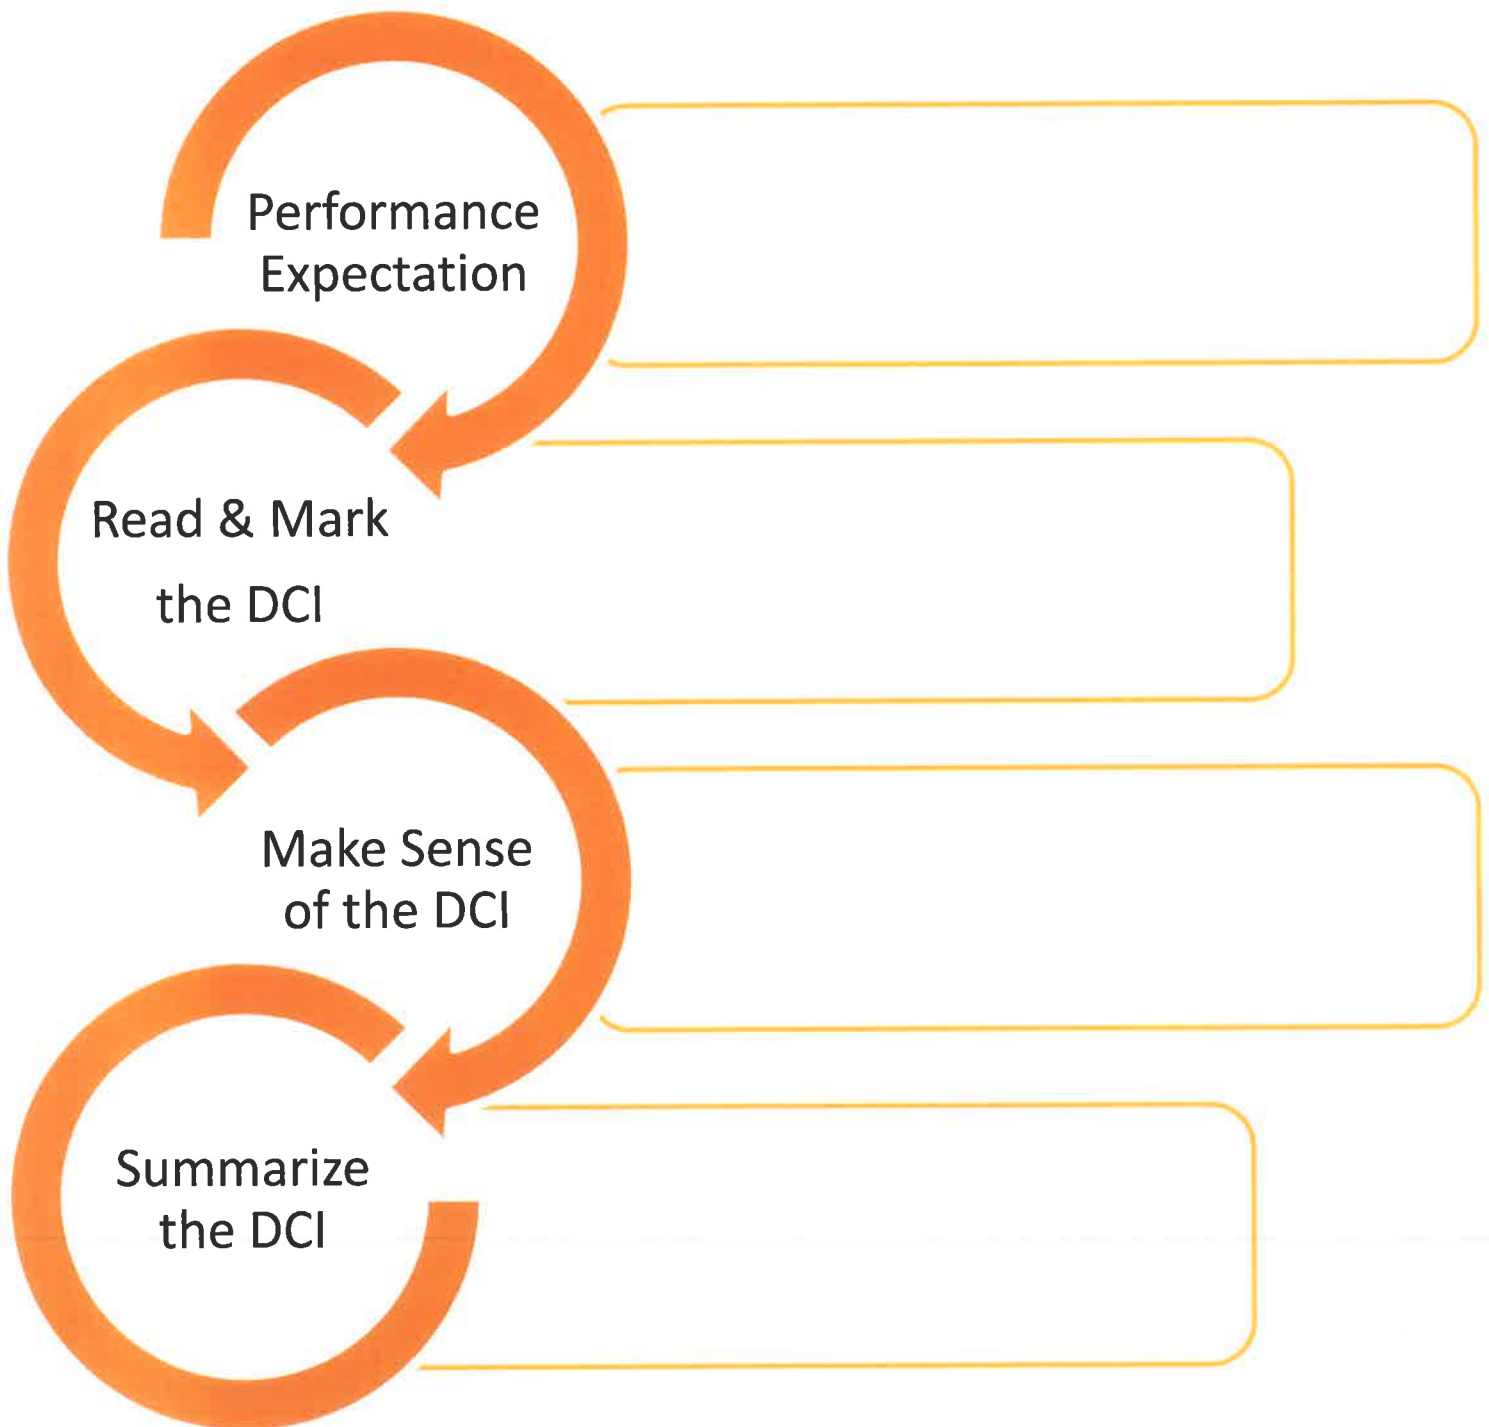 Performance
Expectation
Read & Mark
the DCI
Make Sense
of the DCI
Summarize
the DCI